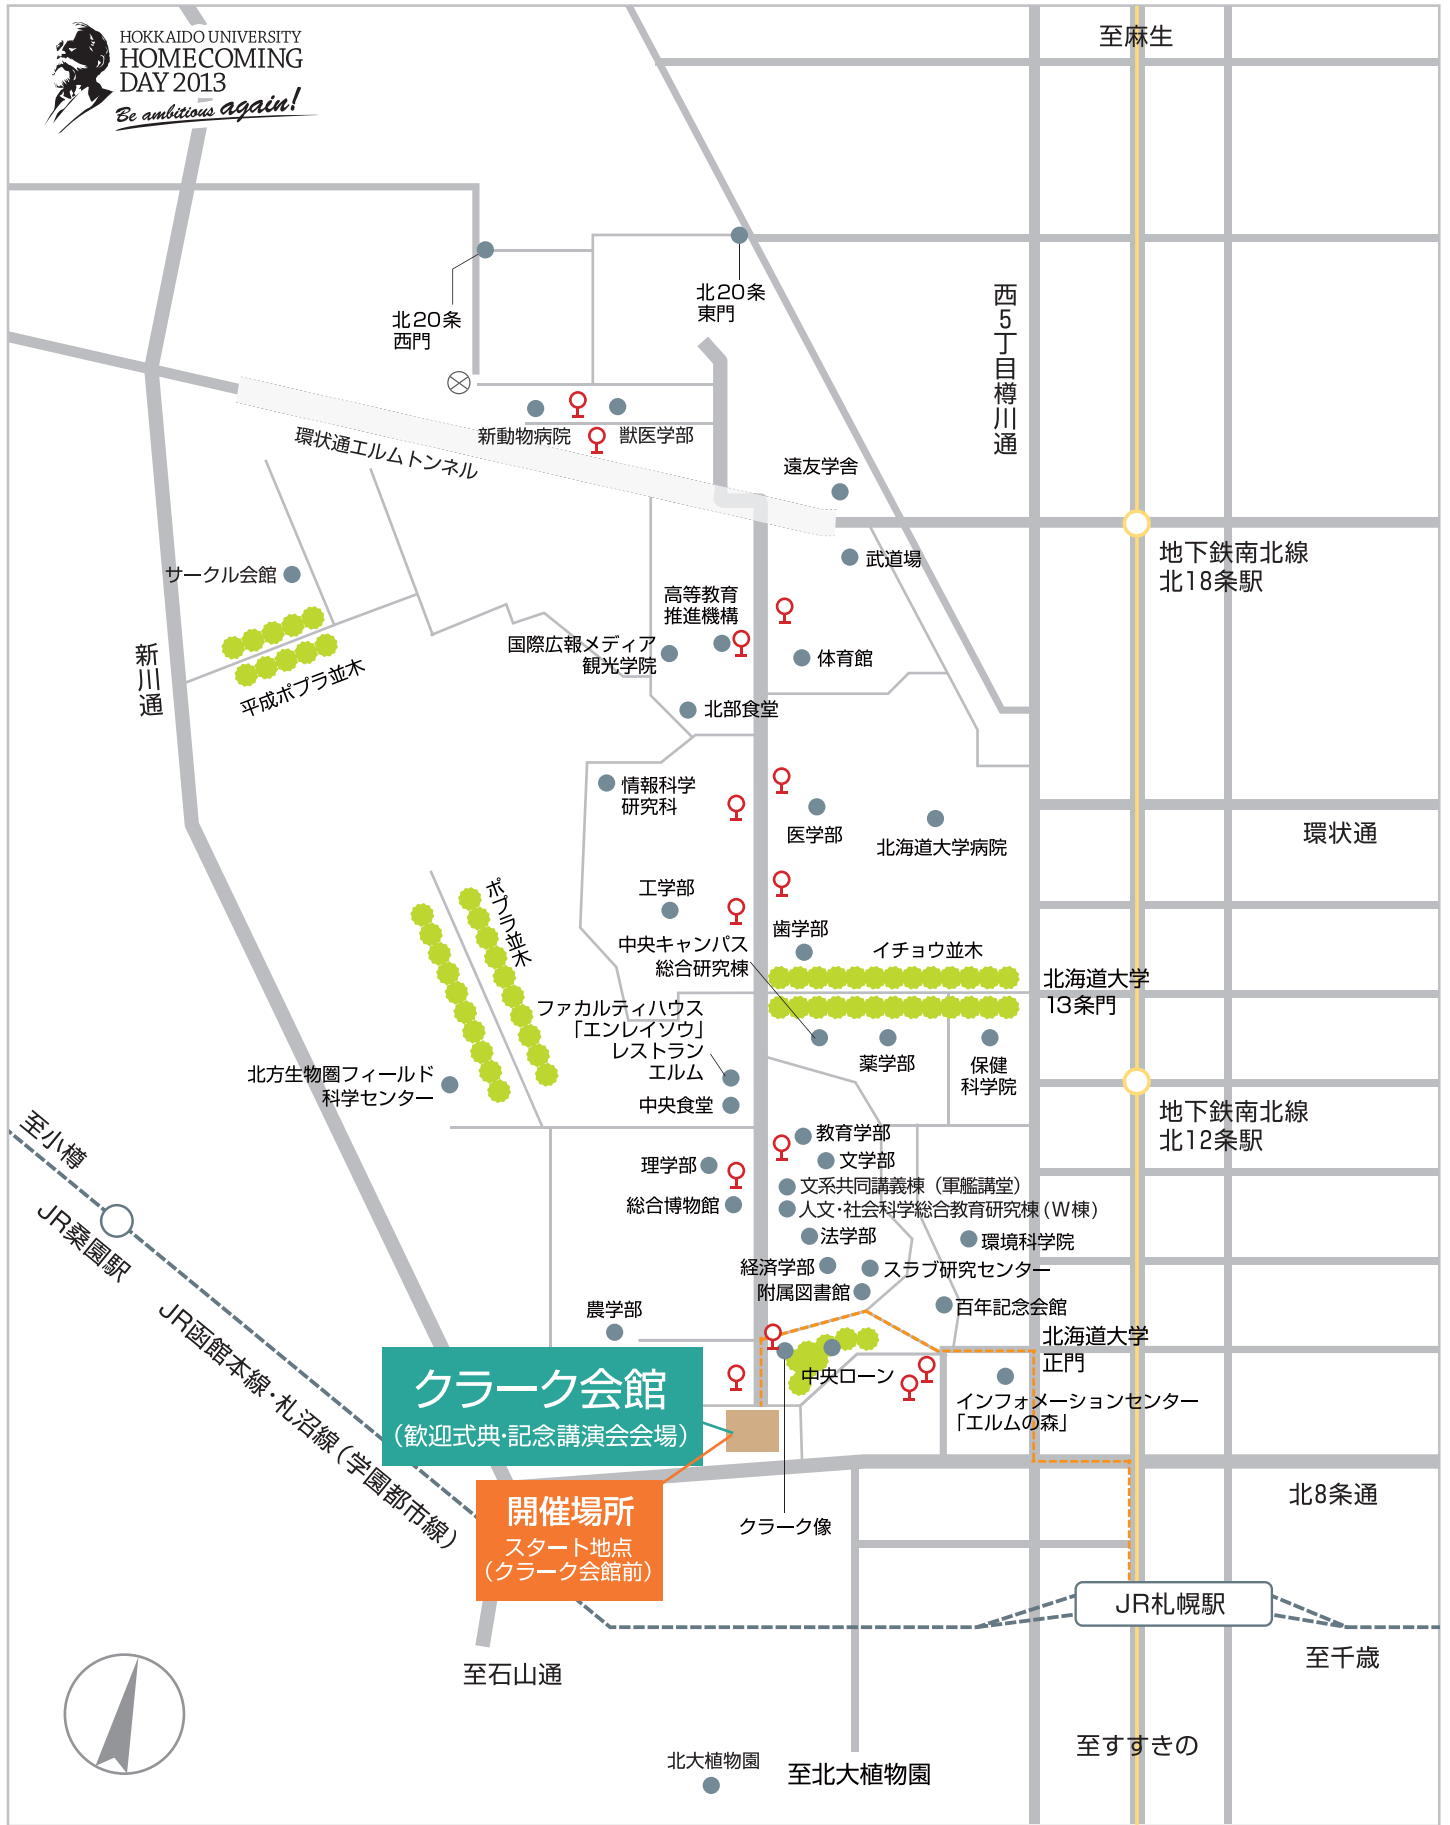 HOKKAIDO UNIVERSITY
HOMECOMING
DAY 2013
Be ambitious again!
至麻生
北20条
西門
北20条
東門
西5丁目樽川通
新動物病院
獣医学部
環状通エルムトンネル
遠友学舎
武道場
地下鉄南北線
北18条駅
サークル会館
高等教育
推進機構
国際広報メディア
観光学院
体育館
新川通
平成ポプラ並木
北部食堂
情報科学
研究科
医学部
北海道大学病院
環状通
工学部
ポプラ並木
中央キャンパス
総合研究棟
歯学部
イチョウ並木
北海道大学
13条門
ファカルティハウス
「エンレイソウ」
レストラン
エルム
薬学部
保健
科学院
北方生物圏フィールド
科学センター
中央食堂
地下鉄南北線
北12条駅
至小樽
JR桑園駅
教育学部
文学部
理学部
文系共同講義棟（軍艦講堂）
総合博物館
人文・社会科学総合教育研究棟（W棟）
法学部
環境科学院
経済学部
スラブ研究センター
附属図書館
百年記念会館
農学部
JR函館本線・札沼線（学園都市線）
北海道大学
正門
中央ローン
インフォメーションセンター
「エルムの森」
クラーク会館
（歓迎式典・記念講演会会場）
開催場所
スタート地点
（クラーク会館前）
クラーク像
北8条通
JR札幌駅
至千歳
至石山通
至すすきの
北大植物園
至北大植物園